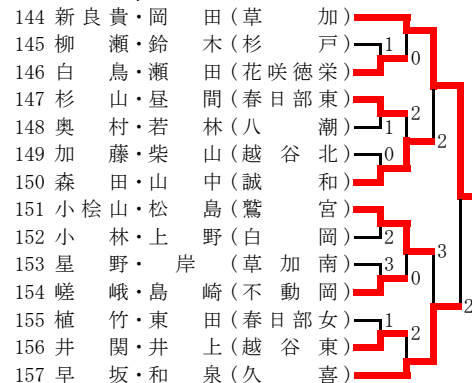 144 新良貴・岡田(草加)
145 柳瀬・鈴木(杉戸)
1
146 白鳥・瀬田(花咲徳栄)
0
147 杉山・昼間(春日部東)
2
148 奥村・若林(八潮)
1
2
149 加藤・柴山(越谷北)
0
150 森田・山中(誠和)
151 小桧山・松島(鷲宮)
152 小林・上野(白岡)
2
3
153 星野・岸(草加南)
3
0
154 嵯峨・島崎(不動岡)
2
155 植竹・東田(春日部女)
1
2
156 井関・井上(越谷東)
157 早坂・和泉(久喜)